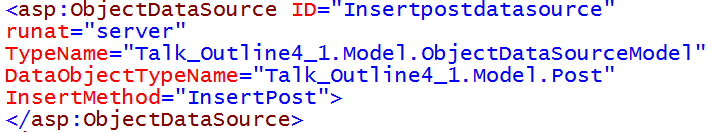 <asp:ObjectDataSource ID="Insertpostdatasource"
runat="server"
TypeName="Talk_Outline4_1.Model.ObjectDataSourceModel"
DataObjectTypeName="Talk_Outline4_1.Model.Post"
InsertMethod="InsertPost">
</asp:ObjectDataSource>